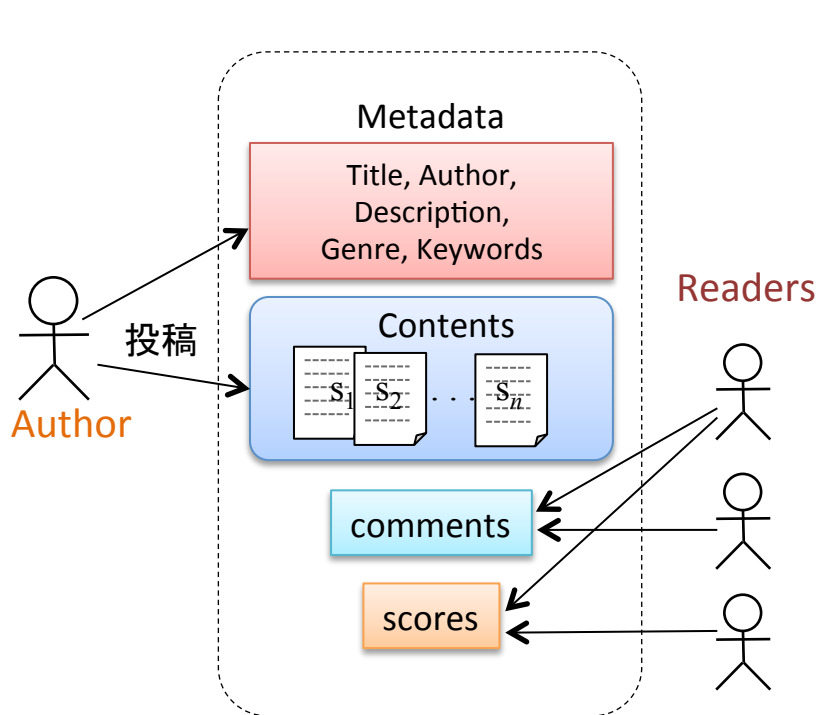 Metadata
Title, Author,
Description,
Genre, Keywords
Readers
投稿
Author
Contents
S1 S2 . . . Sn
comments
scores